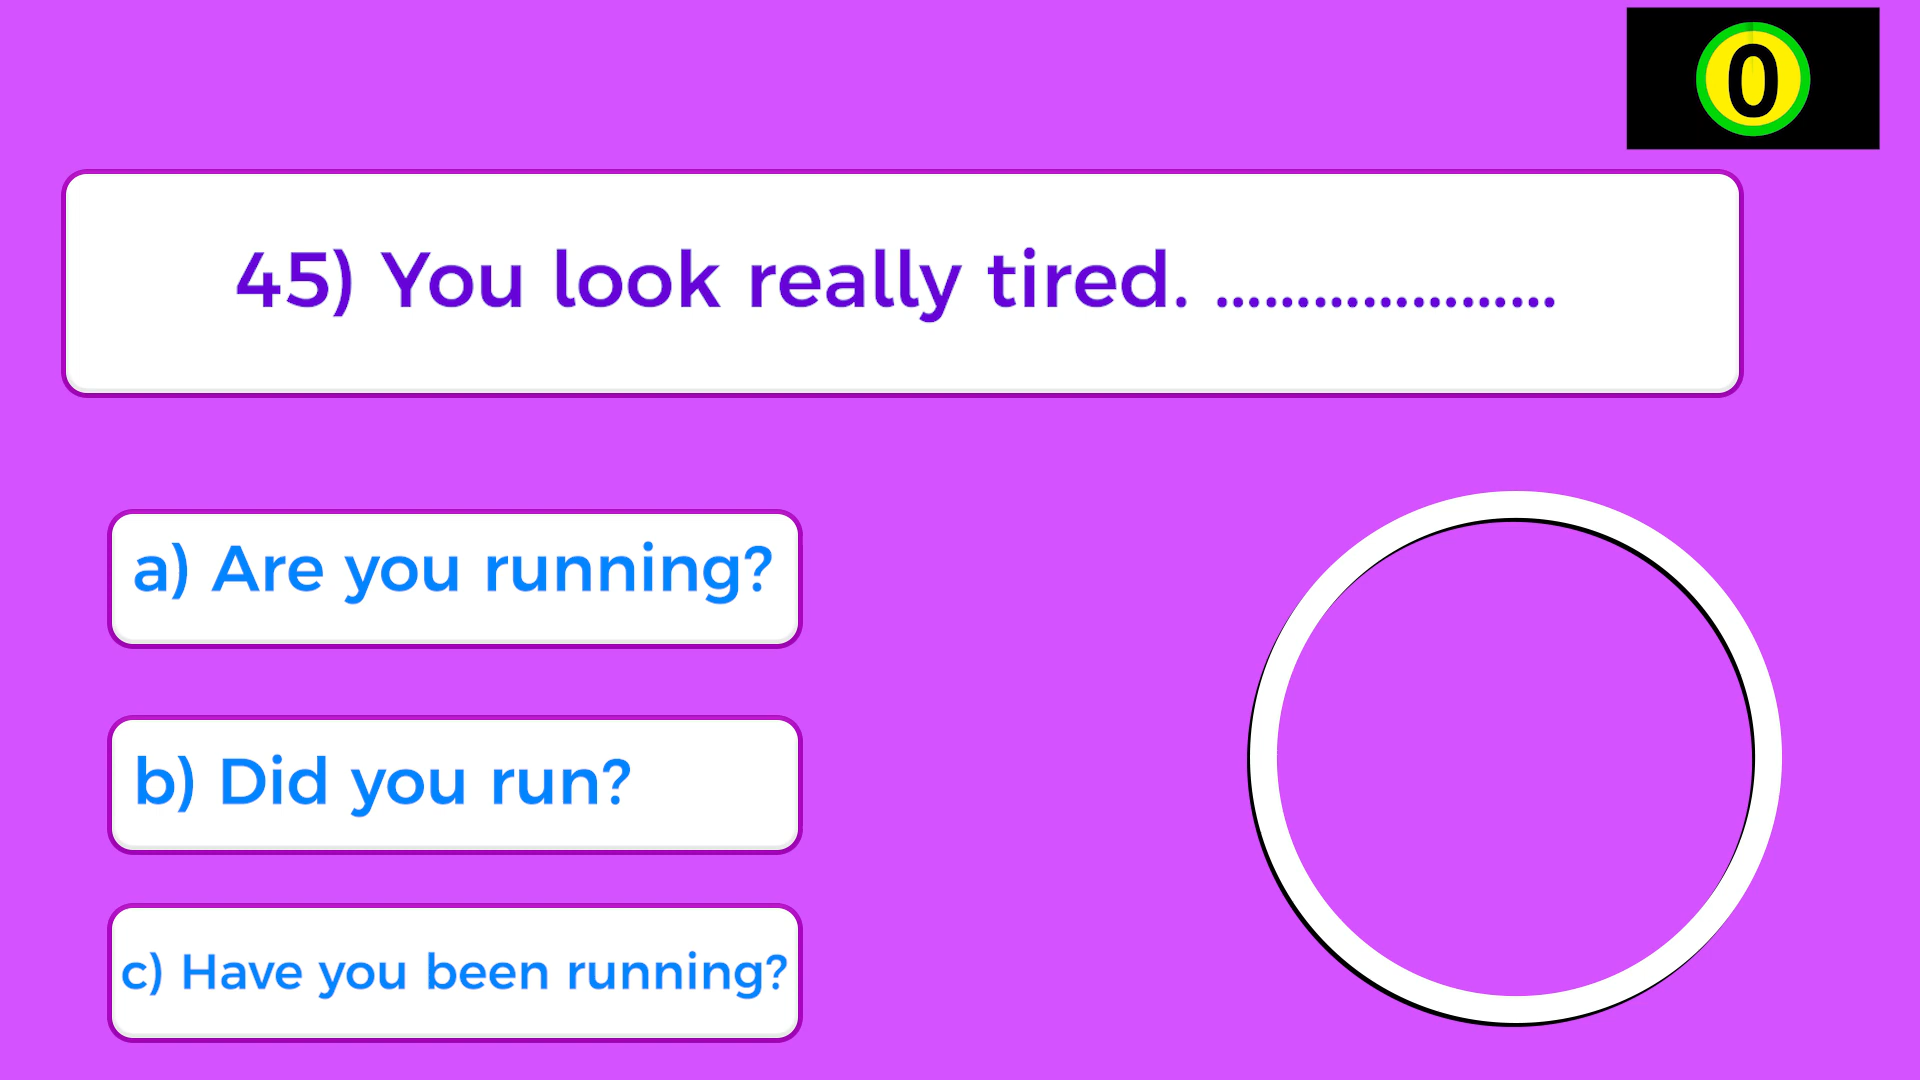 0
45) You look really tired. .....................
a) Are you running?
b) Did you run?
c) Have you been running?